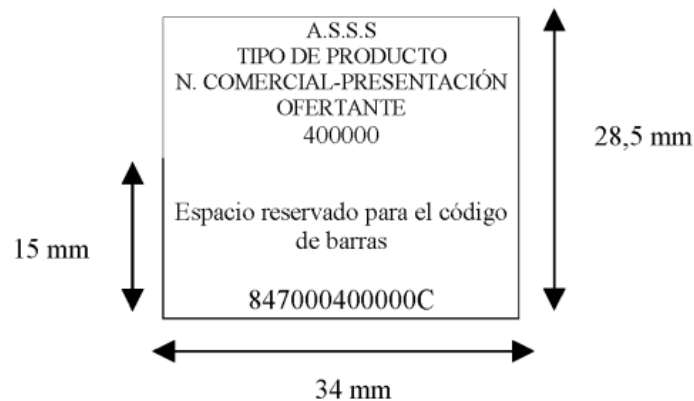 A.S.S.S
TIPO DE PRODUCTO
N. COMERCIAL-PRESENTACIÓN
OFERTANTE
400000
28,5 mm
Espacio reservado para el código
de barras
15 mm
847000400000C
34 mm